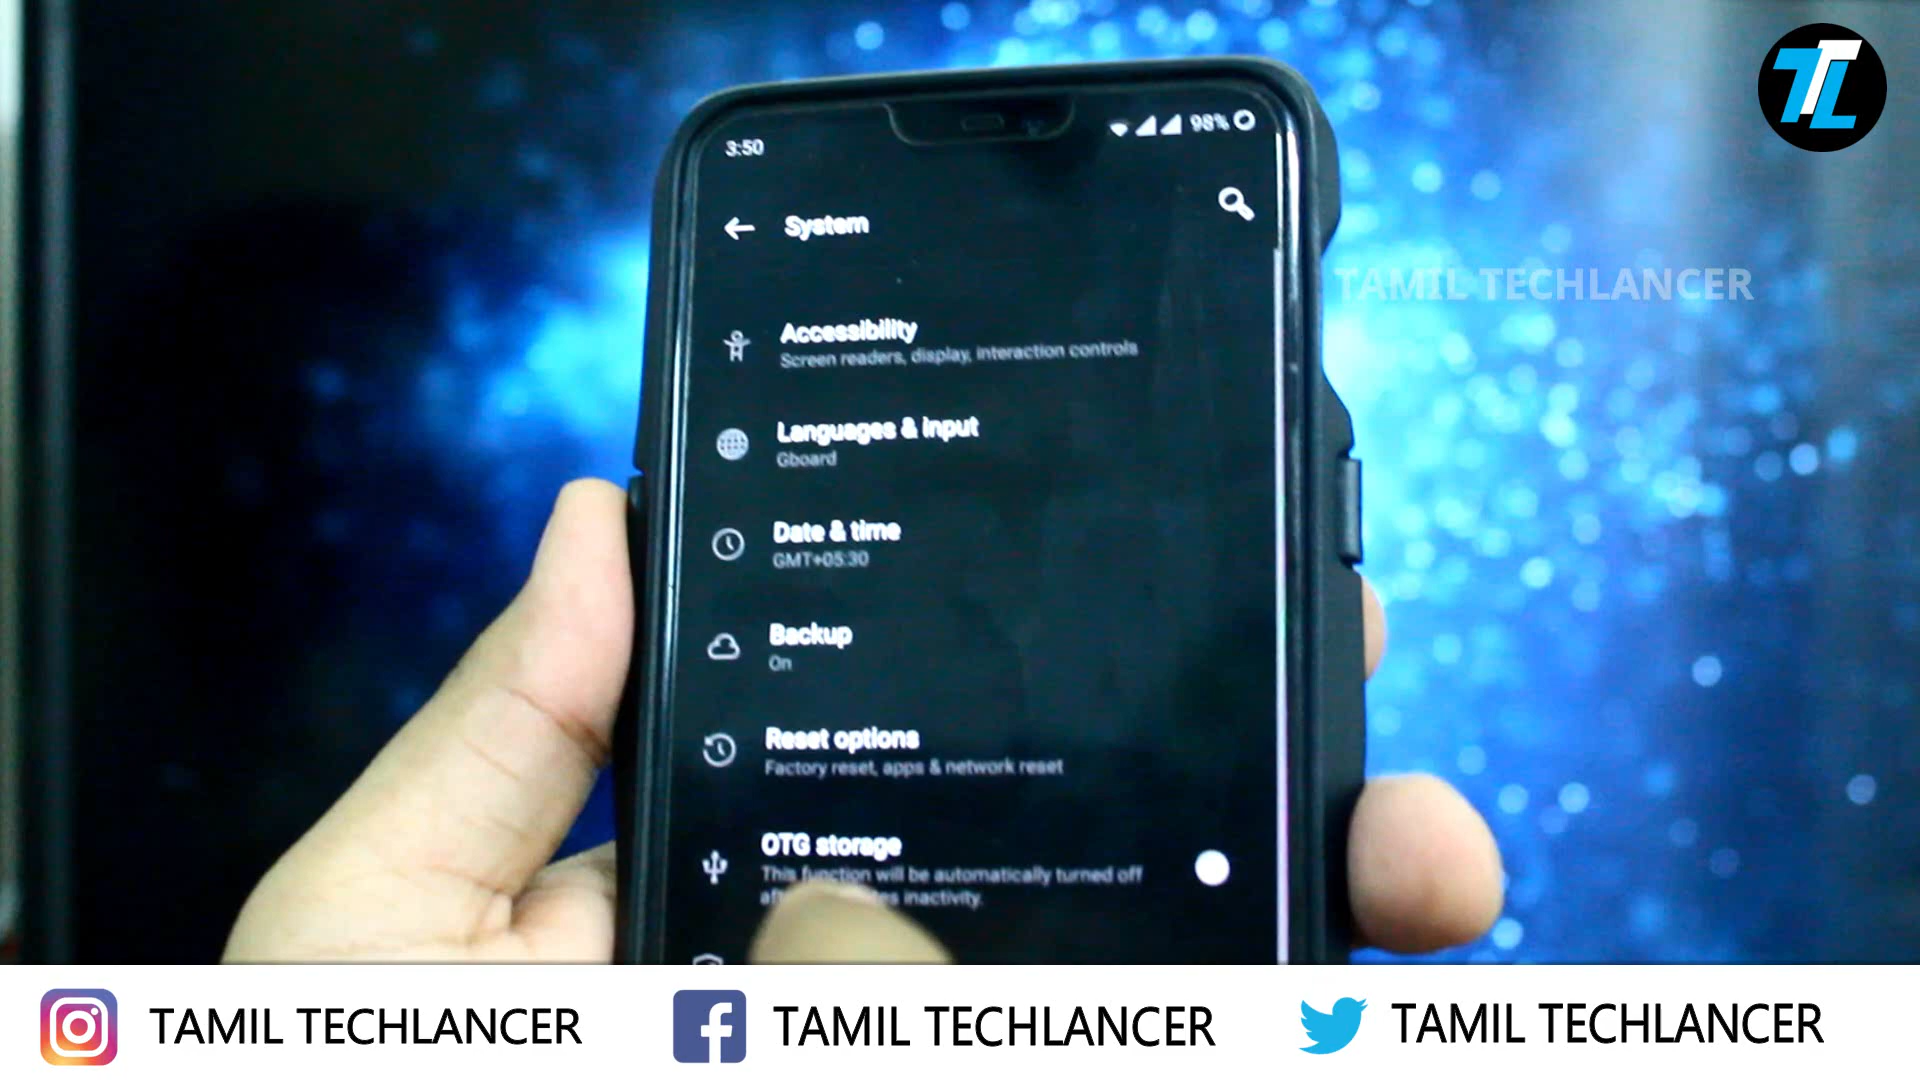 3:50
98%
System
TAMIL TECHLANCER
Accessibility
Screen readers, display, interaction controls
Languages & input
Gboard
Date & time
GMT+05:30
Backup
On
Reset options
Factory reset, apps & network reset
OTG storage
This function will be automatically turned off
inactivity.
TAMIL TECHLANCER
TAMIL TECHLANCER
TAMIL TECHLANCER
TL